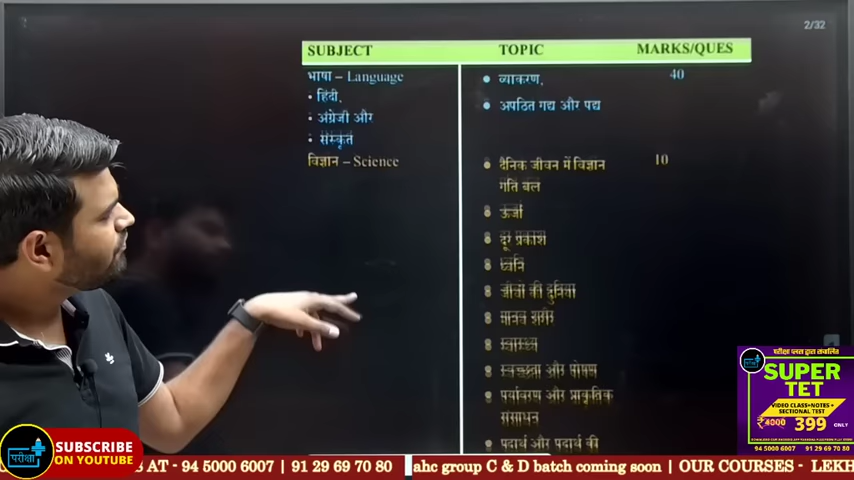 2/32
SUBJECT TOPIC MARKS/QUES
भाषा – Language
• हिंदी,
• अंग्रेजी और
• संस्कृत
• व्याकरण, 40
• अपठित गद्य और पद्य
विज्ञान – Science
• दैनिक जीवन में विज्ञान 10
गति बल
• ऊर्जा
• दूर प्रकाश
• ध्वनि
• जीवों की दुनिया
• मानव शरीर
• स्वास्थ्य
• स्वच्छता और पोषण
• पर्यावरण और प्राकृतिक
संसाधन
• पदार्थ और पदार्थ की
परीक्षा प्लस द्वारा संचालित
SUPER
TET
VIDEO CLASS+NOTES+
SECTIONAL TEST
₹4000 399 ONLY
94 5000 6007 | 91 29 69 70 80
परीक्षा
SUBSCRIBE
ON YOUTUBE
S AT - 94 5000 6007 | 91 29 69 70 80 ahc group C & D batch coming soon | OUR COURSES - LEKH